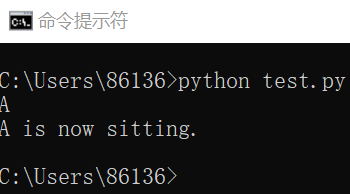 命令提示符
C:\Users\86136>python test.py
A
A is now sitting.
C:\Users\86136>